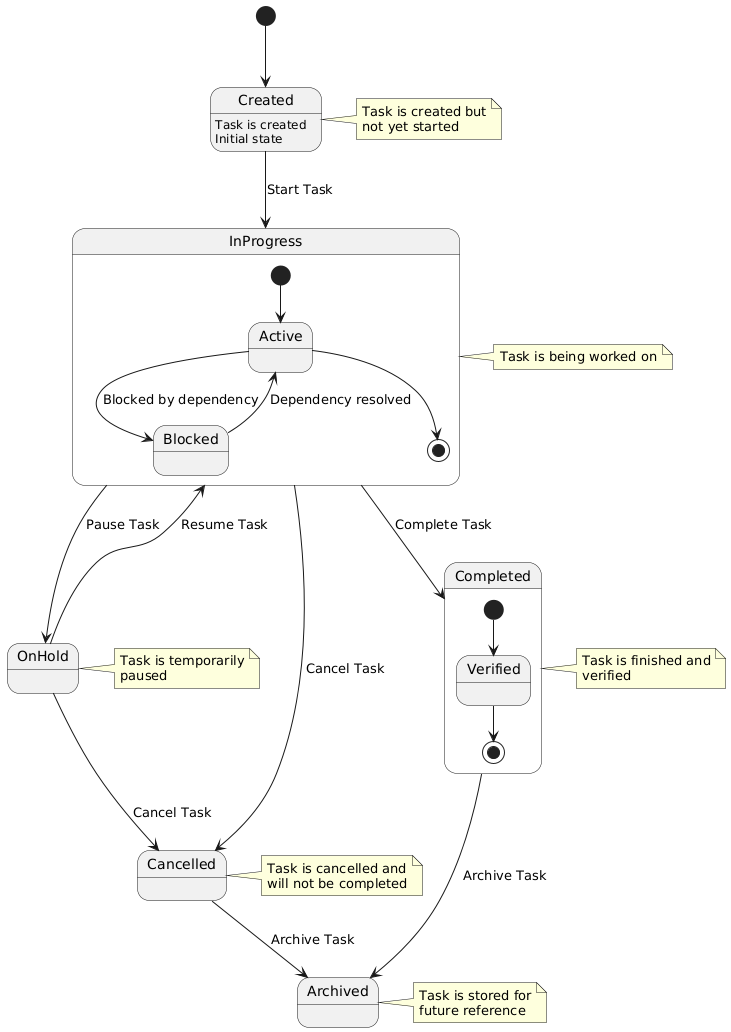 Created
Task is created
Initial state
Task is created but
not yet started
Start Task
InProgress
Active
Task is being worked on
Blocked by dependency
Dependency resolved
Blocked
Pause Task
Resume Task
Complete Task
Completed
OnHold
Task is temporarily
paused
Cancel Task
Verified
Task is finished and
verified
Cancel Task
Cancelled
Task is cancelled and
will not be completed
Archive Task
Archive Task
Archived
Task is stored for
future reference